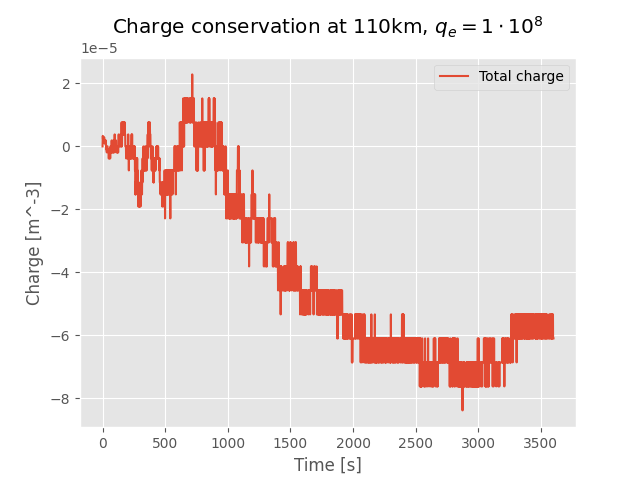 Charge conservation at 110km, $q_e = 1 \cdot 10^8$
1e−5
Total charge
2
0
−2
−4
−6
−8
Charge [m^-3]
0 500 1000 1500 2000 2500 3000 3500
Time [s]